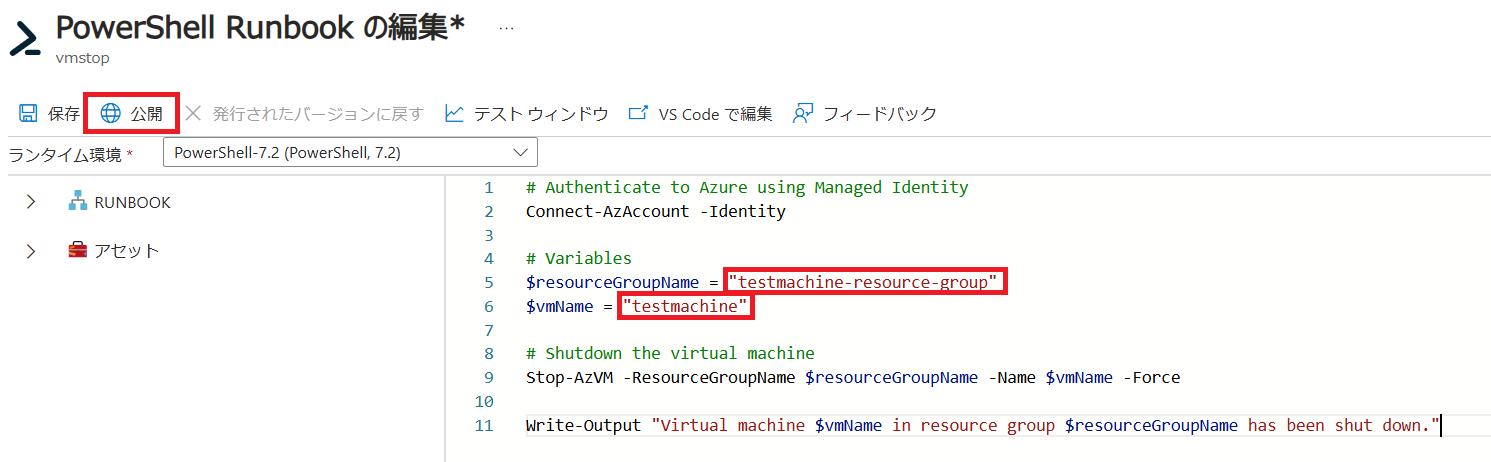 PowerShell Runbook の編集* ...
vmstop
保存 公開 発行されたバージョンに戻す テスト ウィンドウ VS Code で編集 フィードバック
ランタイム環境 * PowerShell-7.2 (PowerShell, 7.2)
RUNBOOK
アセット
1 # Authenticate to Azure using Managed Identity
2 Connect-AzAccount -Identity
3
4 # Variables
5 $resourceGroupName = "testmachine-resource-group"
6 $vmName = "testmachine"
7
8 # Shutdown the virtual machine
9 Stop-AzVM -ResourceGroupName $resourceGroupName -Name $vmName -Force
10
11 Write-Output "Virtual machine $vmName in resource group $resourceGroupName has been shut down."